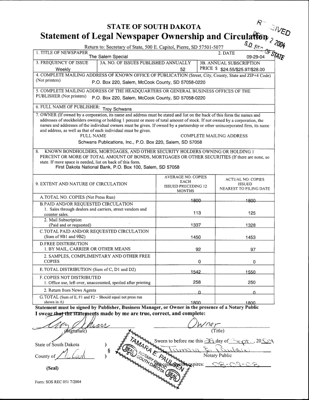 RECEIVED
2 2004
S.D. SEC. OF STATE
STATE OF SOUTH DAKOTA
Statement of Legal Newspaper Ownership and Circulation
Return to: Secretary of State, 500 E. Capitol, Pierre, SD 57501-5077
1. TITLE OF NEWSPAPER
The Salem Special
2. DATE
09-29-04
3. FREQUENCY OF ISSUE
Weekly
3A. NO. OF ISSUES PUBLISHED ANNUALLY
52
3B. ANNUAL SUBSCRIPTION
PRICE $ $24.55/$25.97/$28.00
4. COMPLETE MAILING ADDRESS OF KNOWN OFFICE OF PUBLICATION (Street, City, County, State and ZIP+4 Code)
(Not printers)
P.O. Box 220, Salem, McCook County, SD 57058-0220
5. COMPLETE MAILING ADDRESS OF THE HEADQUARTERS OR GENERAL BUSINESS OFFICES OF THE
PUBLISHER (Not printers) P.O. Box 220, Salem, McCook County, SD 57058-0220
6. FULL NAME OF PUBLISHER: Troy Schwans
7. OWNER (If owned by a corporation, its name and address must be stated and list on the back of this form the names and
addresses of stockholders owning or holding 1 percent or more of total amount of stock. If not owned by a corporation, the
names and addresses of the individual owners must be given. If owned by a partnership or other unincorporated firm, its name
and address, as well as that of each individual must be given.
FULL NAME COMPLETE MAILING ADDRESS
Schwans Publications, Inc., P.O. Box 220, Salem, SD 57058
8. KNOWN BONDHOLDERS, MORTGAGES, AND OTHER SECURITY HOLDERS OWNING OR HOLDING 1
PERCENT OR MORE OF TOTAL AMOUNT OF BONDS, MORTGAGES OR OTHER SECURITIES (If there are none, so
state. If more space is needed, list on back of this form.
First Dakota National Bank, P.O. Box 100, Salem, SD 57058
9. EXTENT AND NATURE OF CIRCULATION
AVERAGE NO. COPIES
EACH
ISSUED PRECEDING 12
MONTHS
ACTUAL NO. COPIES
ISSUED
NEAREST TO FILING DATE
A. TOTAL NO. COPIES (Net Press Run) 1800 1800
B. PAID AND/OR REQUESTED CIRCULATION
1. Sales through dealers and carriers, street vendors and
counter sales. 113 125
2. Mail Subscription
(Paid and/or requested) 1337 1328
C. TOTAL PAID AND/OR REQUESTED CIRCULATION
(Sum of 9B1 and 9B2) 1450 1453
D. FREE DISTRIBUTION
1. BY MAIL, CARRIER OR OTHER MEANS 92 97
2. SAMPLES, COMPLIMENTARY AND OTHER FREE
COPIES 0 0
E. TOTAL DISTRIBUTION (Sum of C, D1 and D2) 1542 1550
F. COPIES NOT DISTRIBUTED
1. Office use, left over, unaccounted, spoiled after printing 258 250
2. Return from News Agents 0 0
G. TOTAL (Sum of E, F1 and F2 - Should equal net press run
shown in A) 1800 1800
Statement must be signed by Publisher, Business Manager, or Owner in the presence of a Notary Public
I swear that the statements made by me are true, correct, and complete:
Owner
(Signature)
(Title)
State of South Dakota )
County of McCook )
§
Sworn to before me this
day of Sept., 2004
Notary Public
(Seal)
Form: SOS REC 051 7/2004